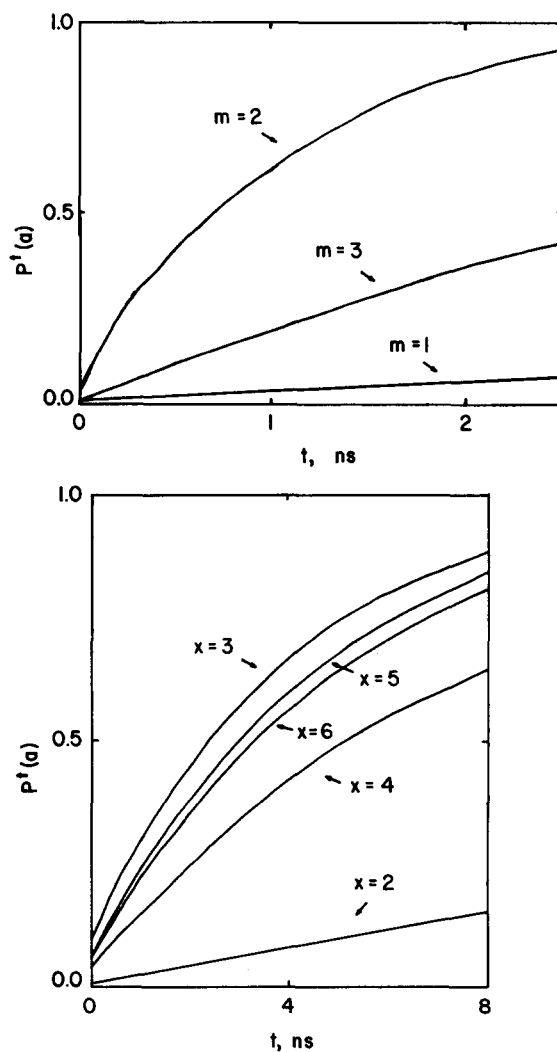 1.0
m = 2
0.5
P†(a)
m = 3
m = 1
0.0
0 1 2
t, ns
1.0
x = 3
x = 5
0.5
P†(a)
x = 6
x = 4
x = 2
0.0
0 4 8
t, ns